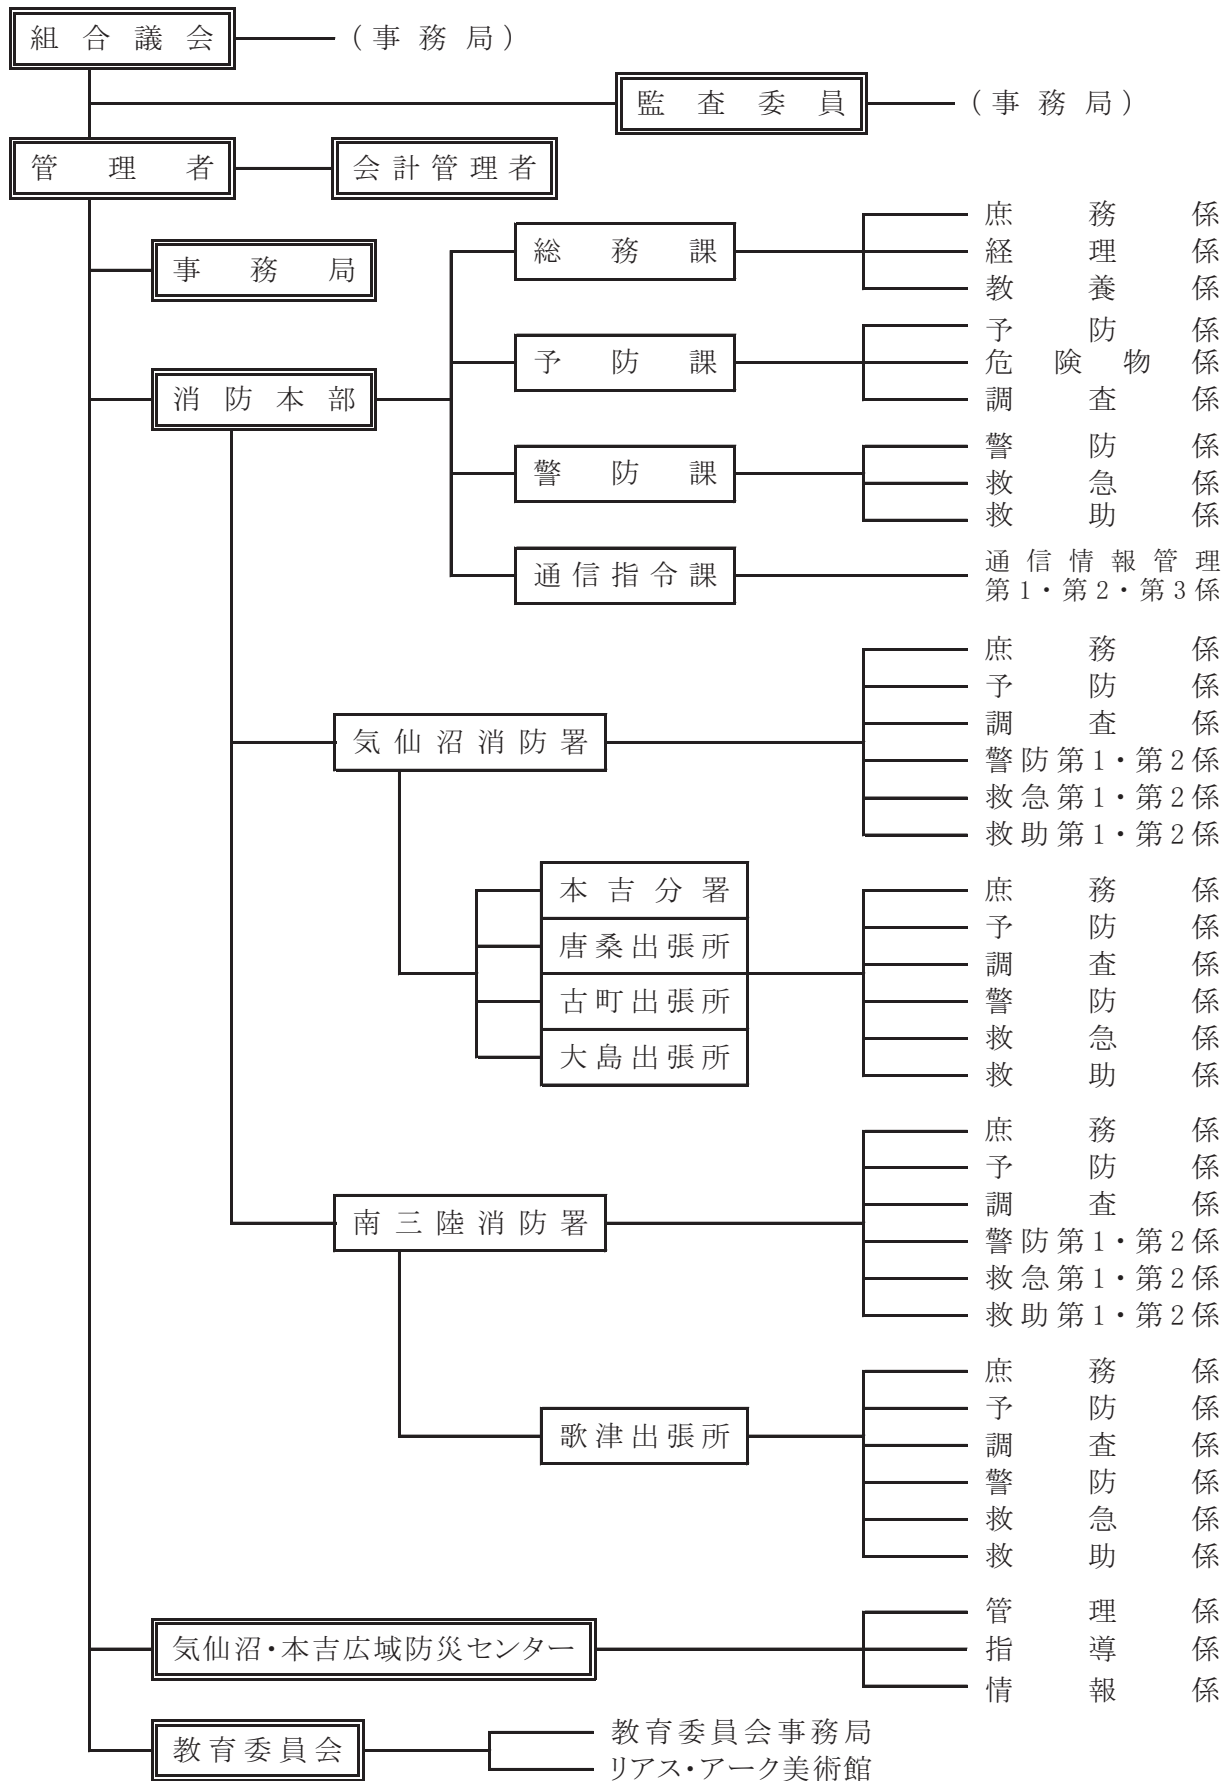 組合議会 (事務局)
監査委員 (事務局)
管理者 会計管理者
事務局
消防本部
総務課
庶務係
経理係
教養係
予防課
予防係
危険物係
調査係
警防課
警防係
救急係
救助係
通信指令課
通信情報管理
第1・第2・第3係
気仙沼消防署
庶務係
予防係
調査係
警防第1・第2係
救急第1・第2係
救助第1・第2係
本吉分署
唐桑出張所
古町出張所
大島出張所
庶務係
予防係
調査係
警防係
救急係
救助係
南三陸消防署
庶務係
予防係
調査係
警防第1・第2係
救急第1・第2係
救助第1・第2係
歌津出張所
庶務係
予防係
調査係
警防係
救急係
救助係
気仙沼・本吉広域防災センター
管理係
指導係
情報係
教育委員会
教育委員会事務局
リアス・アーク美術館